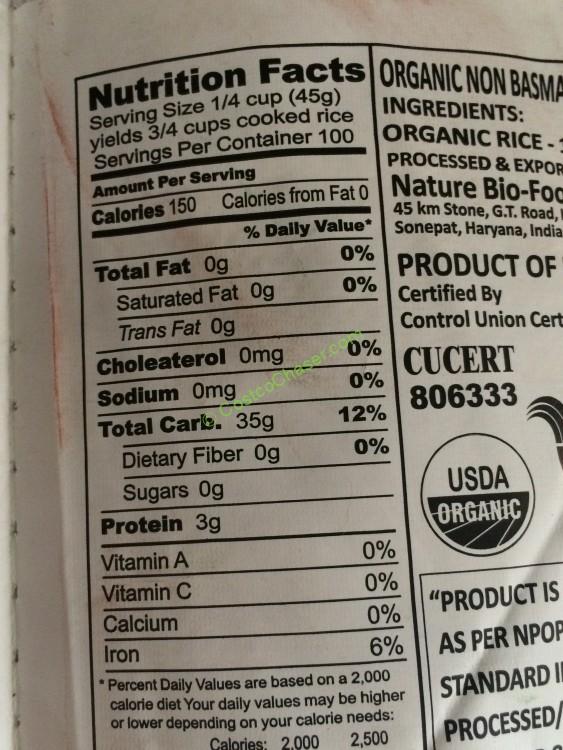 Nutrition Facts
Serving Size 1/4 cup (45g)
yields 3/4 cups cooked rice
Servings Per Container 100
Amount Per Serving
Calories 150 Calories from Fat 0
% Daily Value*
Total Fat 0g 0%
Saturated Fat 0g 0%
Trans Fat 0g
Choleaterol 0mg 0%
Sodium 0mg 0%
Total Carb. 35g 12%
Dietary Fiber 0g 0%
Sugars 0g
Protein 3g
Vitamin A 0%
Vitamin C 0%
Calcium 0%
Iron 6%
* Percent Daily Values are based on a 2,000
calorie diet Your daily values may be higher
or lower depending on your calorie needs:
Calories: 2,000 2,500
ORGANIC NON BASMA
INGREDIENTS:
ORGANIC RICE -
PROCESSED & EXPOR
Nature Bio-Foo
45 km Stone, G.T. Road,
Sonepat, Haryana, India
PRODUCT OF
Certified By
Control Union Cert
CUCERT
806333
USDA
ORGANIC
"PRODUCT IS
AS PER NPOP
STANDARD I
PROCESSED/
© CostcoChaser.com